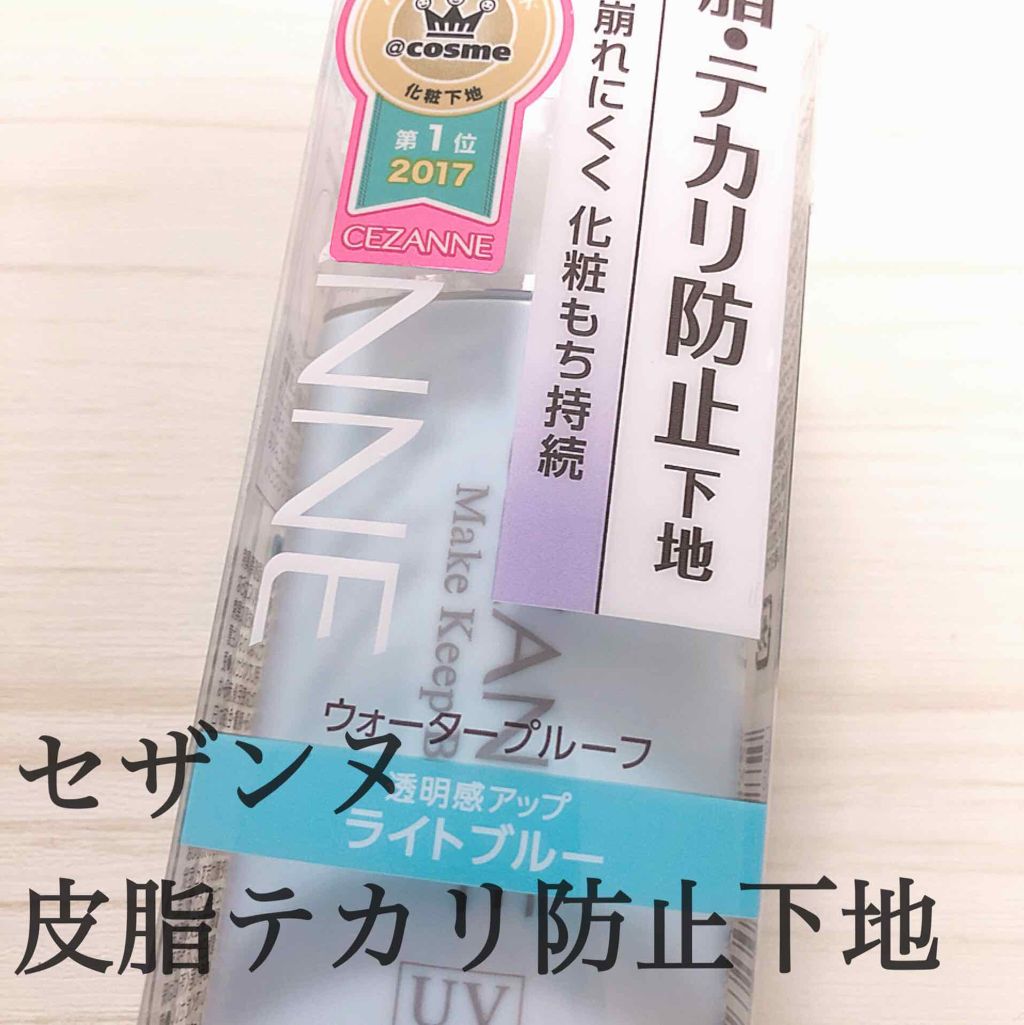 @cosme
化粧下地
第1位
2017
CEZANNE
脂・テカリ防止下地
崩れにくく 化粧もち持続
NNE
Make Keep
ウォータープルーフ
透明感アップ
ライトブルー
UV
セザンヌ
皮脂テカリ防止下地